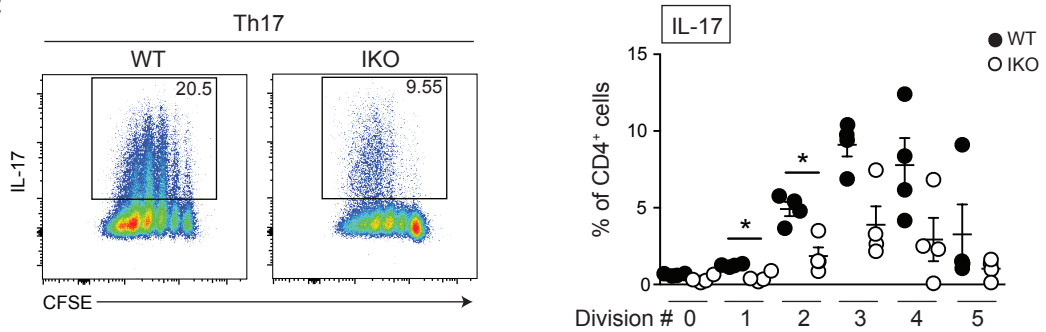 Th17
WT
IKO
20.5
9.55
IL-17
CFSE
IL-17
WT
IKO
% of CD4⁺ cells
15
10
5
0
*
*
Division # 0 1 2 3 4 5